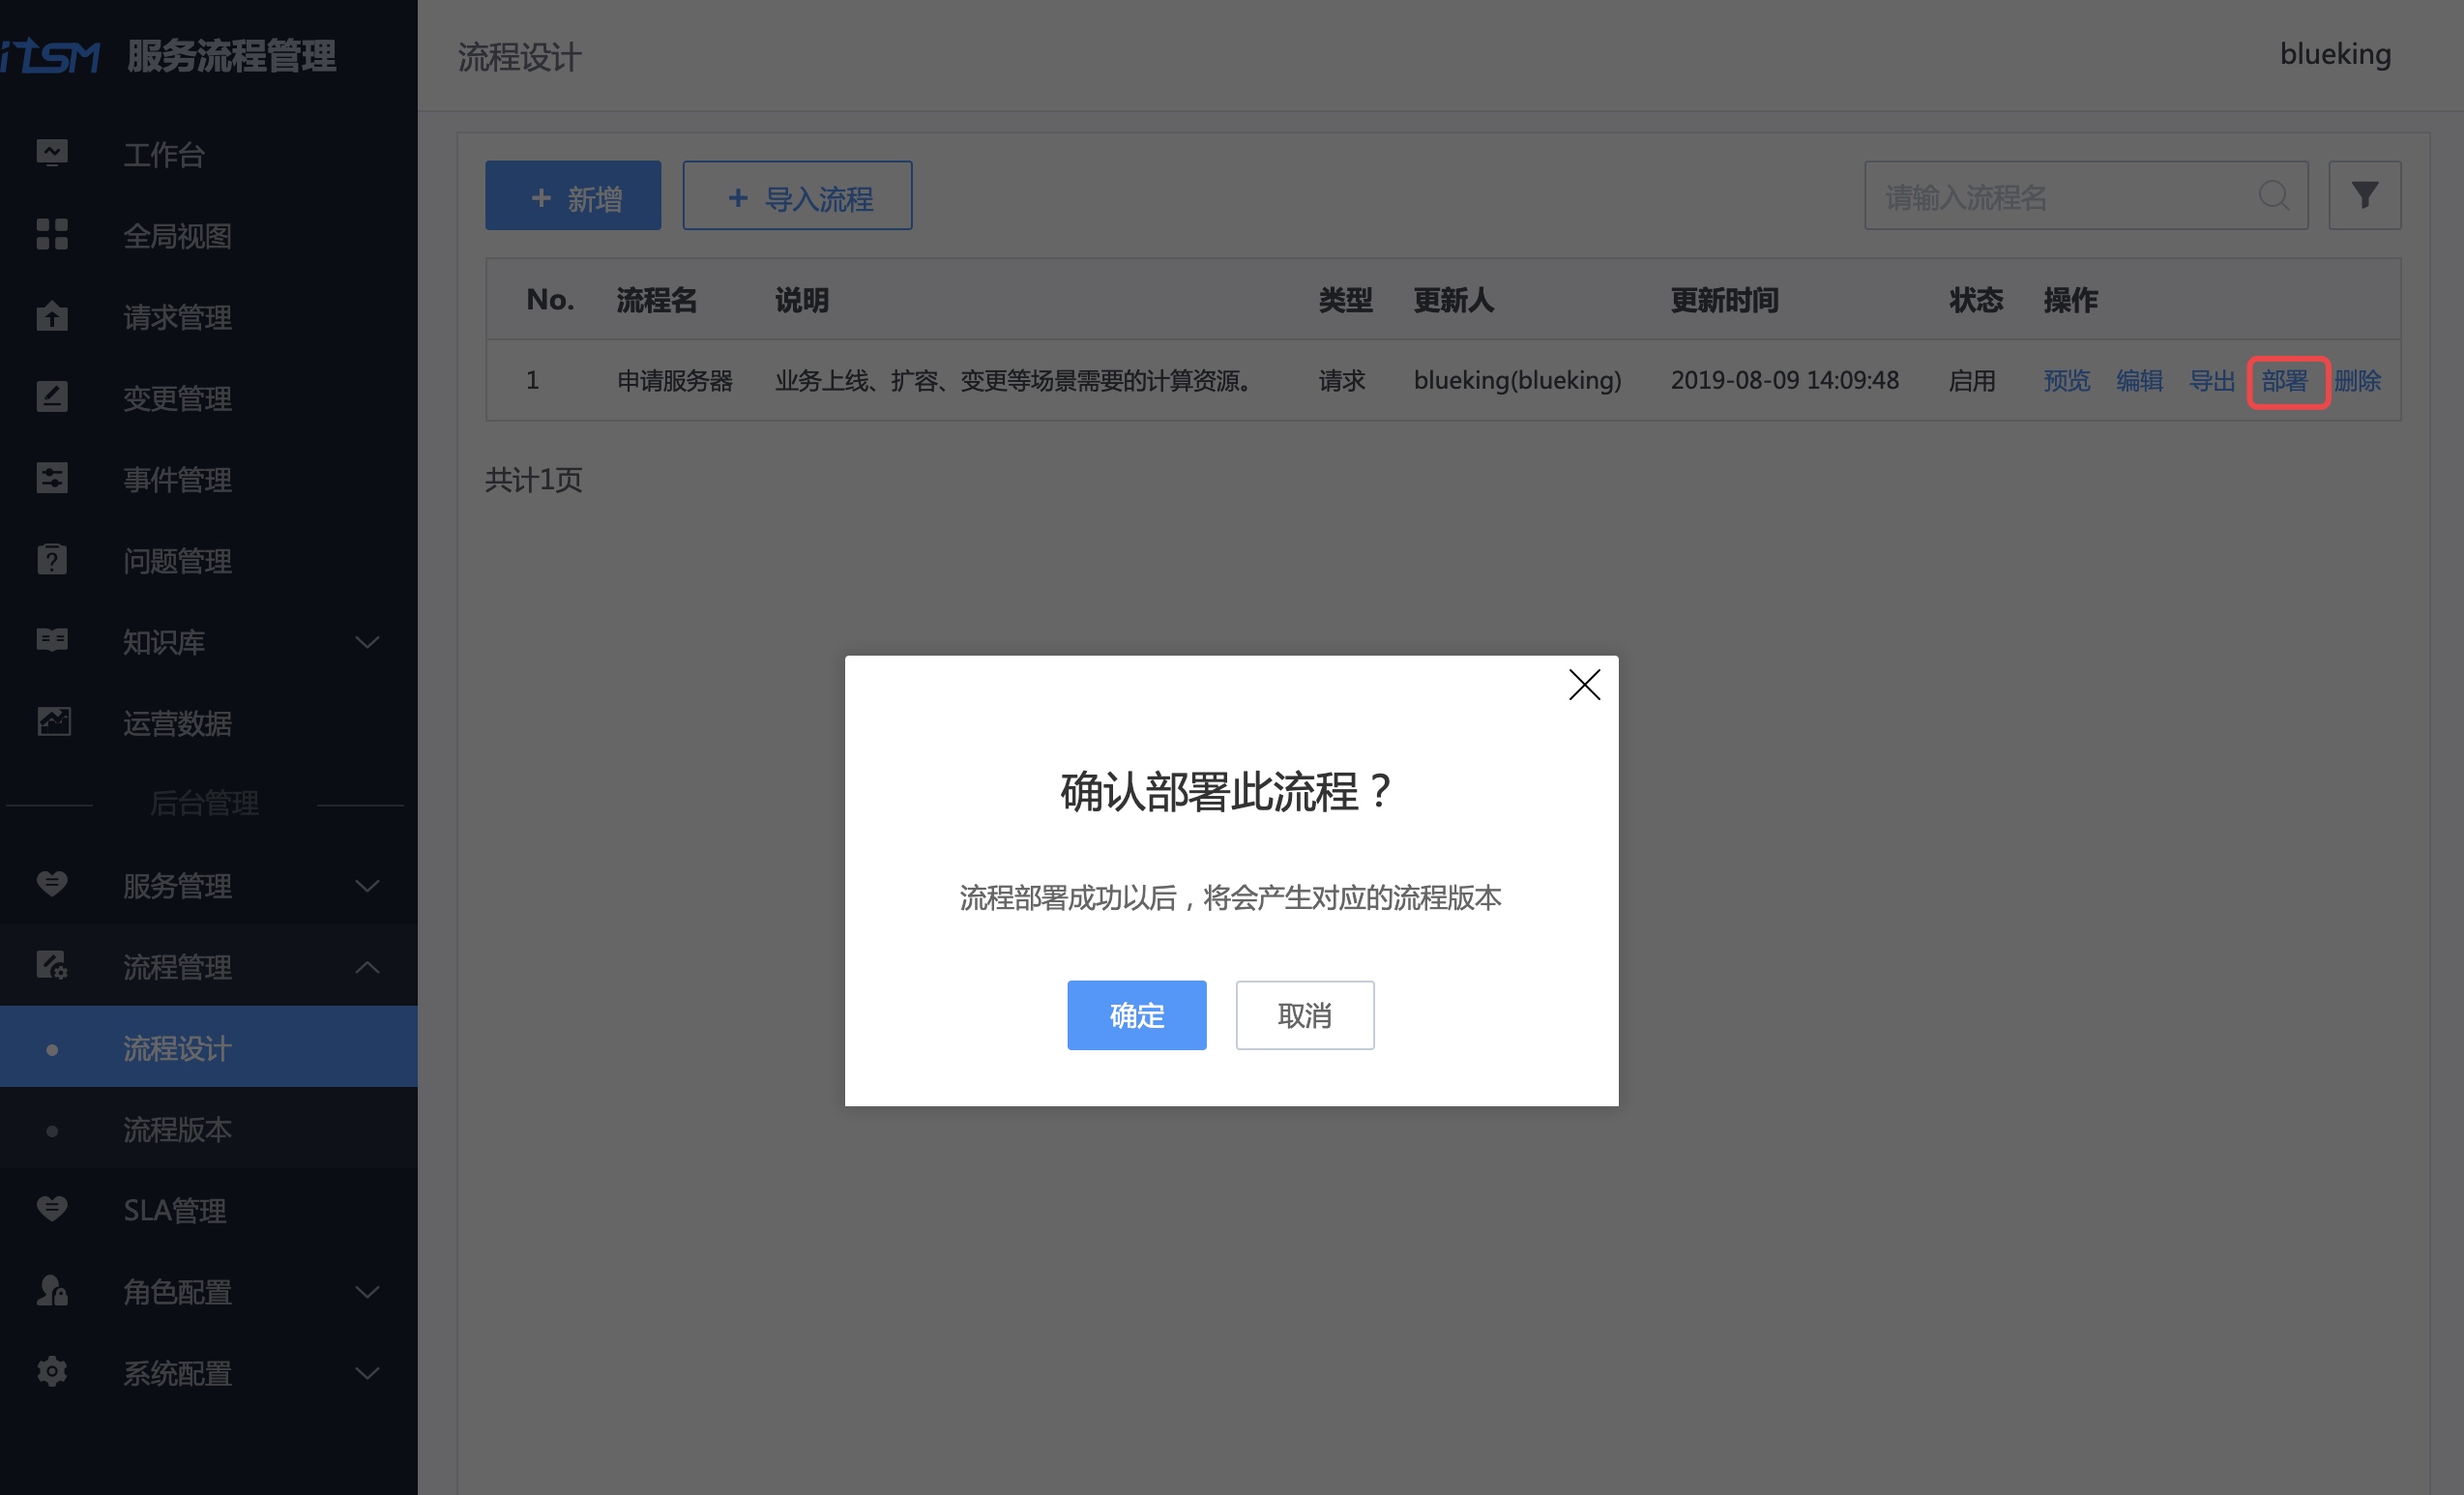 iTSM 服务流程管理
流程设计
blueking
工作台
全局视图
请求管理
变更管理
事件管理
问题管理
知识库
运营数据
后台管理
服务管理
流程管理
流程设计
流程版本
SLA管理
角色配置
系统配置
+ 新增
+ 导入流程
请输入流程名
No. 流程名 说明 类型 更新人 更新时间 状态 操作
1 申请服务器 业务上线、扩容、变更等场景需要的计算资源。 请求 blueking(blueking) 2019-08-09 14:09:48 启用 预览 编辑 导出 部署 删除
共计1页
确认部署此流程？
流程部署成功以后，将会产生对应的流程版本
确定
取消